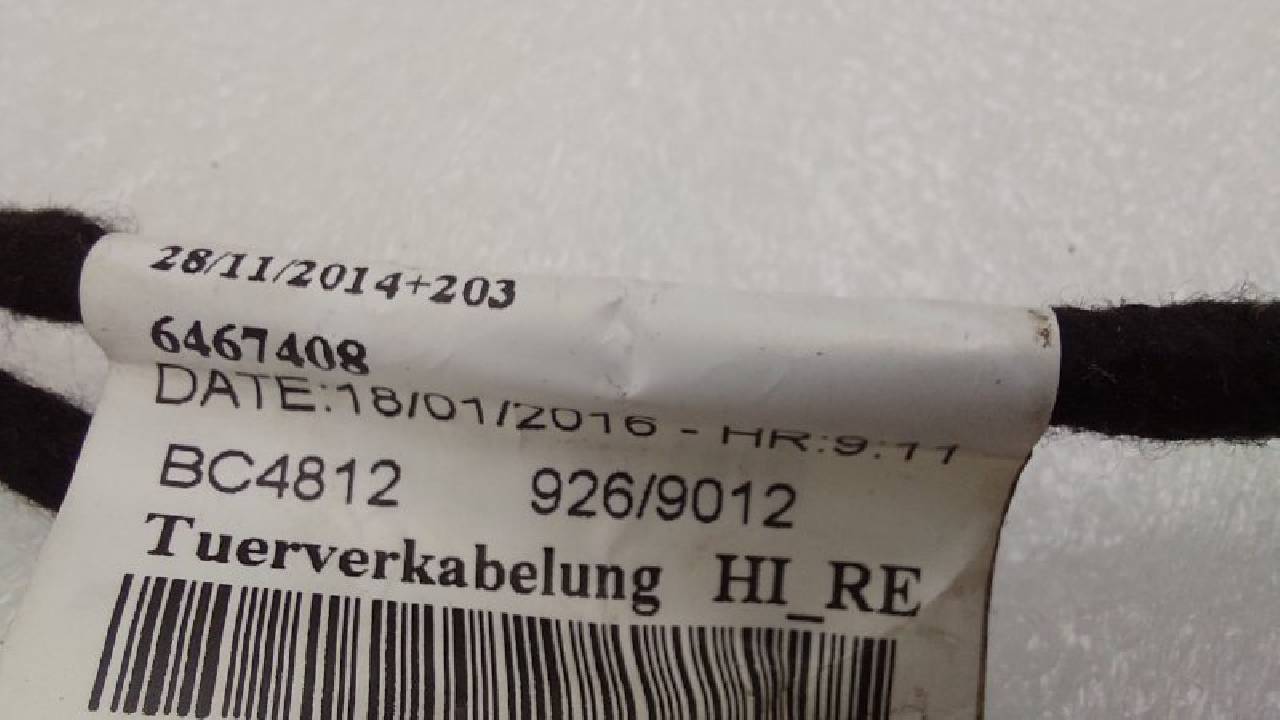 28/11/2014+203
6467408
DATE:18/01/2016 - HR:9:11
BC4812 926/9012
Tuerverkabelung HI_RE